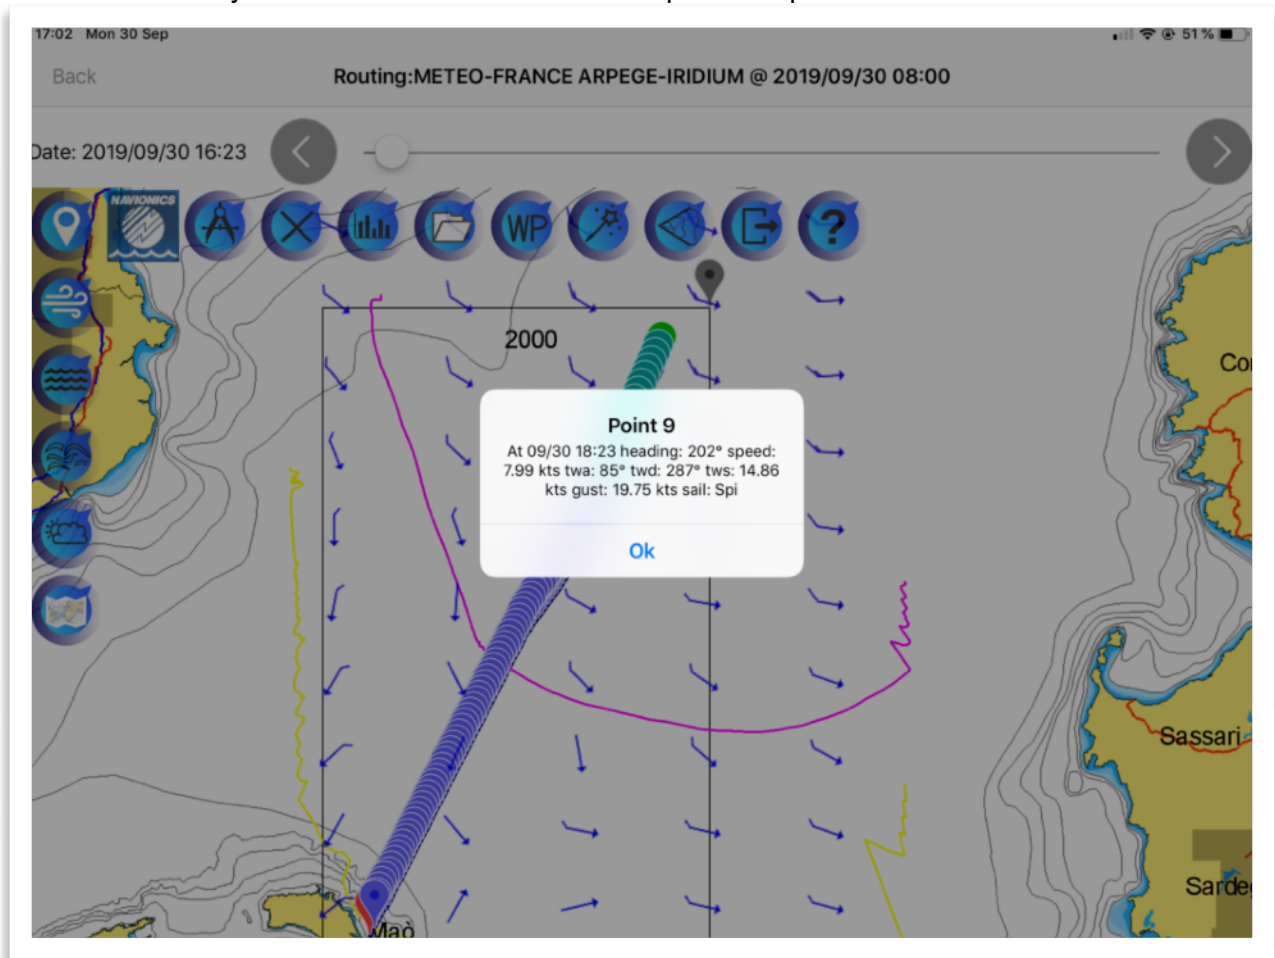 17:02 Mon 30 Sep
51 %
Back
Routing:METEO-FRANCE ARPEGE-IRIDIUM @ 2019/09/30 08:00
Date: 2019/09/30 16:23
NAVIONICS
WP
?
2000
Co
Point 9
At 09/30 18:23 heading: 202° speed:
7.99 kts twa: 85° twd: 287° tws: 14.86
kts gust: 19.75 kts sail: Spi
Ok
Sassari
Sarde
Maò